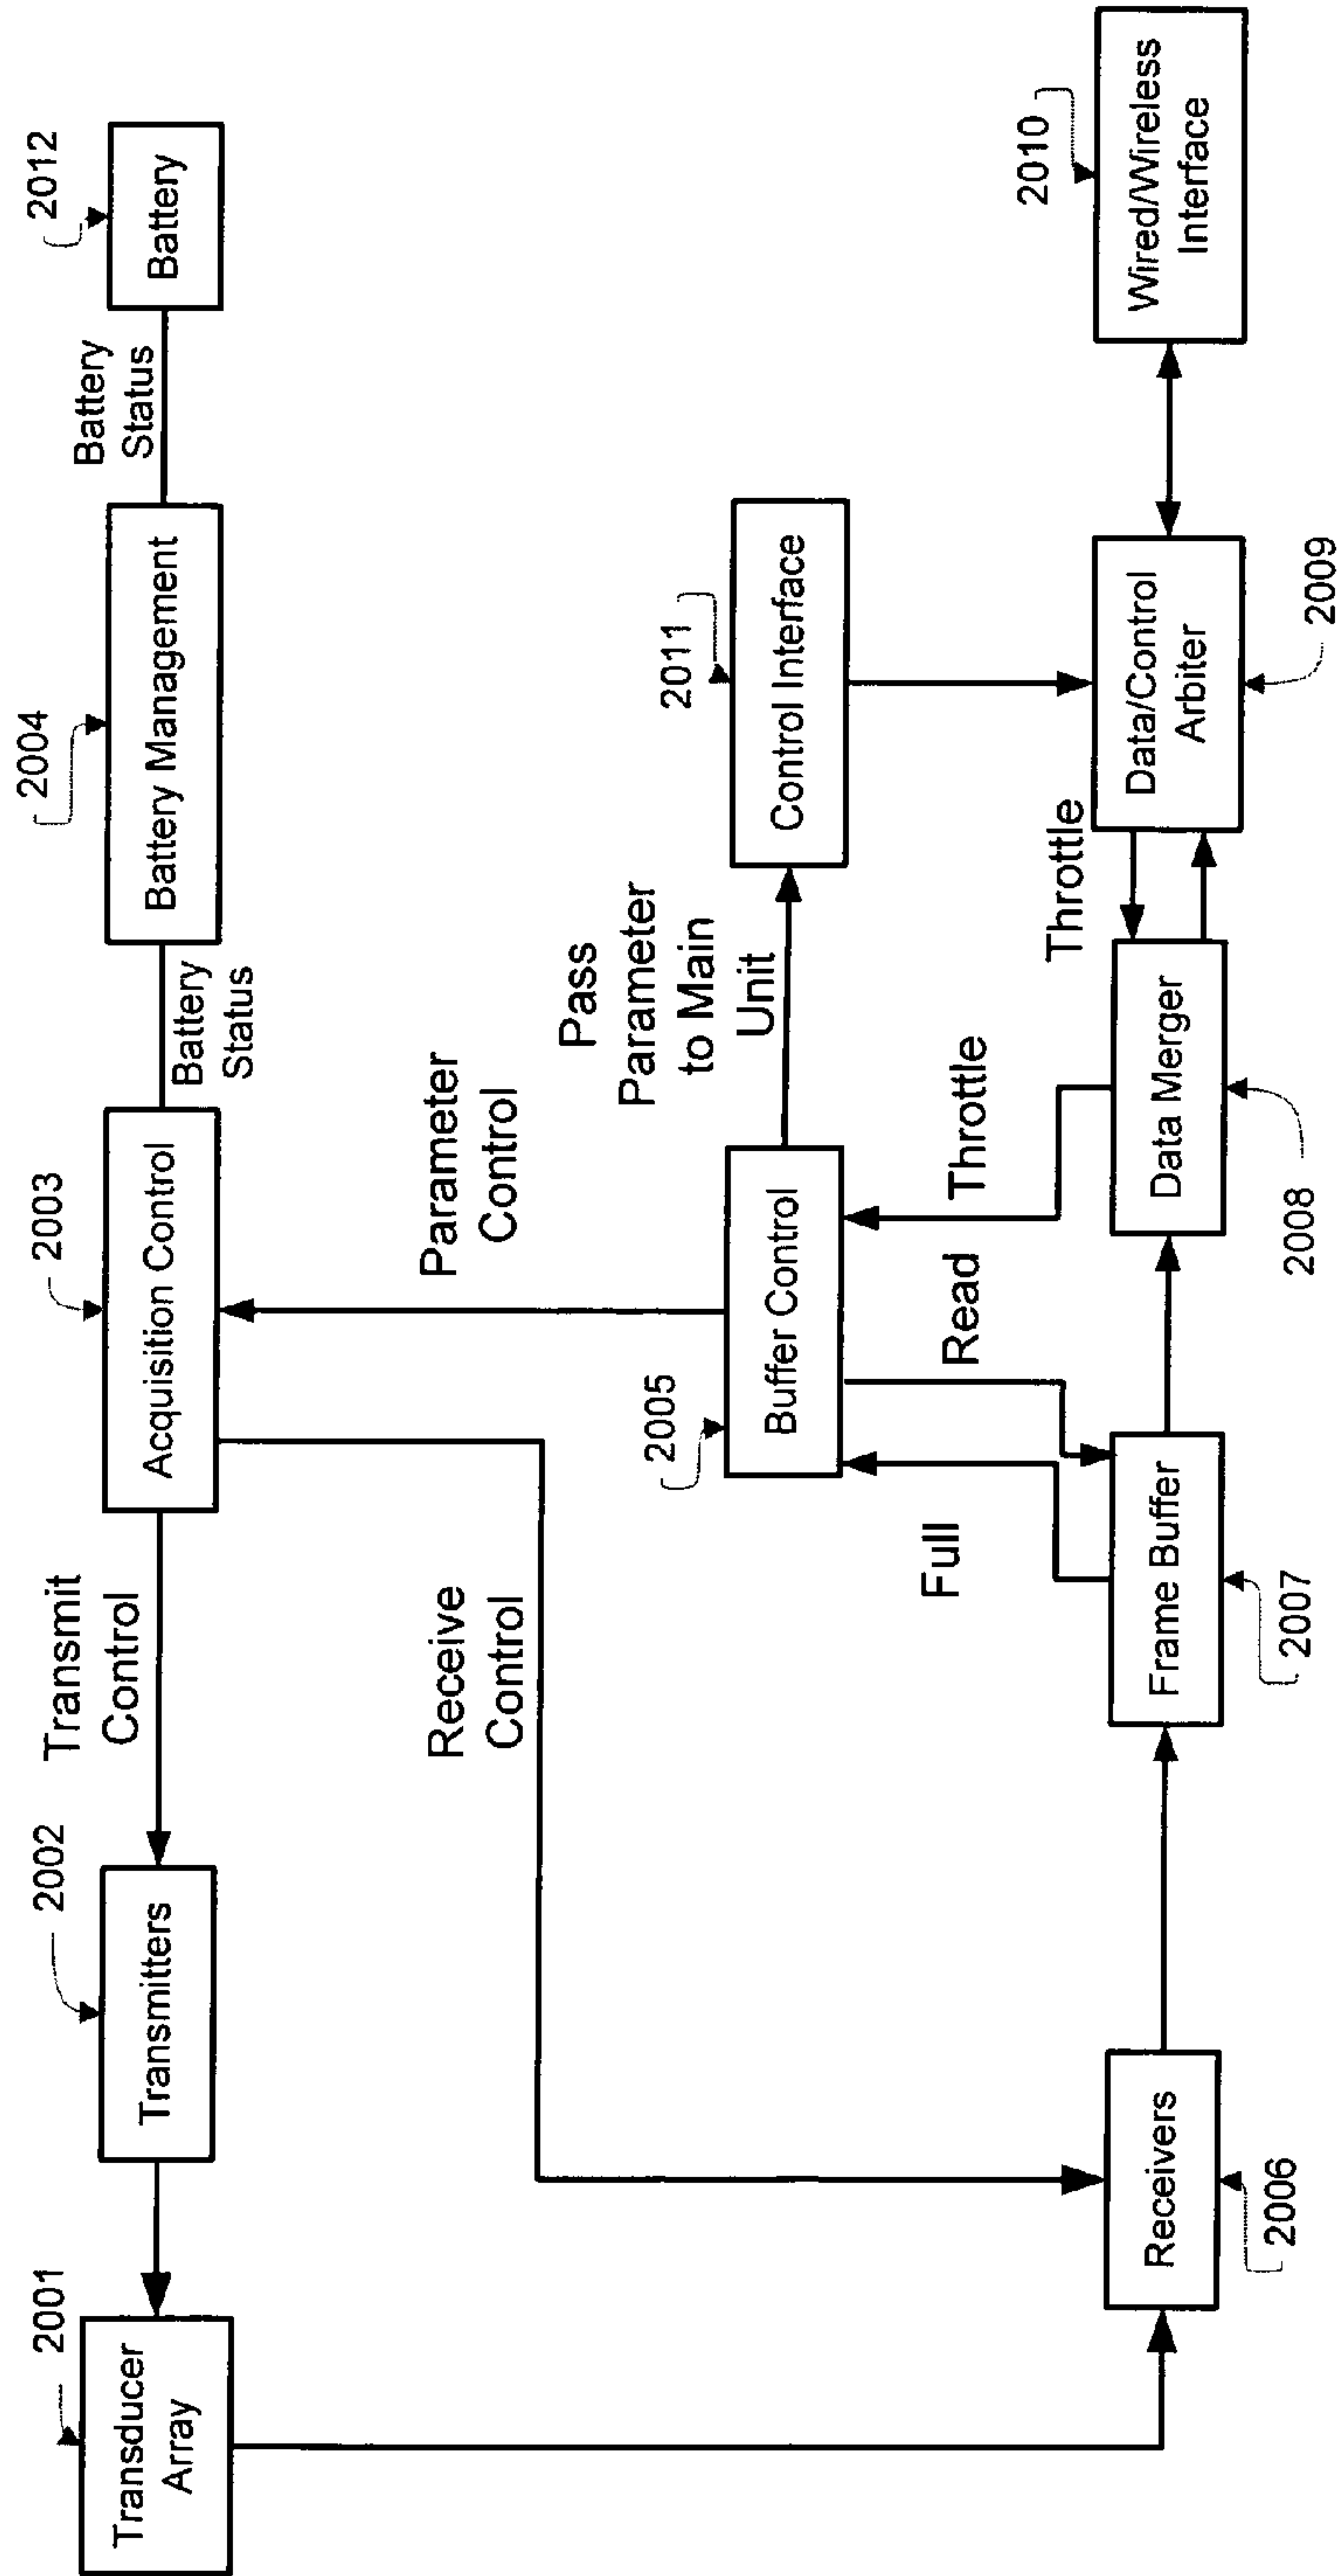 2001
Transducer
Array
2002
Transmitters
Transmit
Control
2003
Acquisition Control
Battery
Status
2004
Battery Management
Battery
Status
2012
Battery
Receive
Control
Parameter
Control
2005
Buffer Control
Pass
Parameter
to Main
Unit
2011
Control Interface
Full
Read
Throttle
Throttle
Receivers
2006
Frame Buffer
2007
Data Merger
2008
Data/Control
Arbiter
2009
2010
Wired/Wireless
Interface